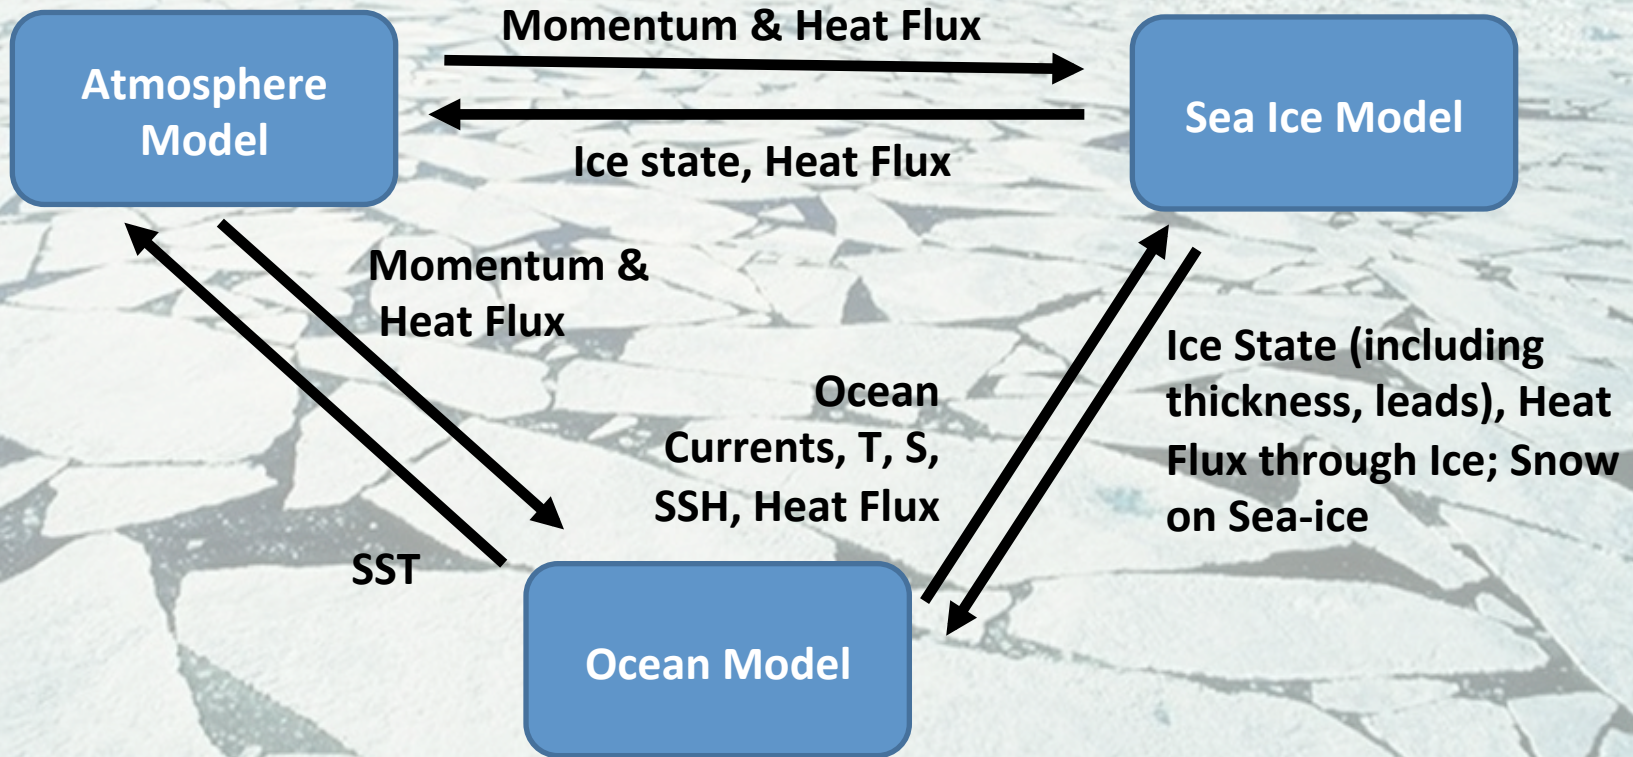 Momentum & Heat Flux
Atmosphere
Model
Sea Ice Model
Ice state, Heat Flux
Momentum &
Heat Flux
Ice State (including
thickness, leads), Heat
Flux through Ice; Snow
on Sea-ice
Ocean
Currents, T, S,
SSH, Heat Flux
SST
Ocean Model